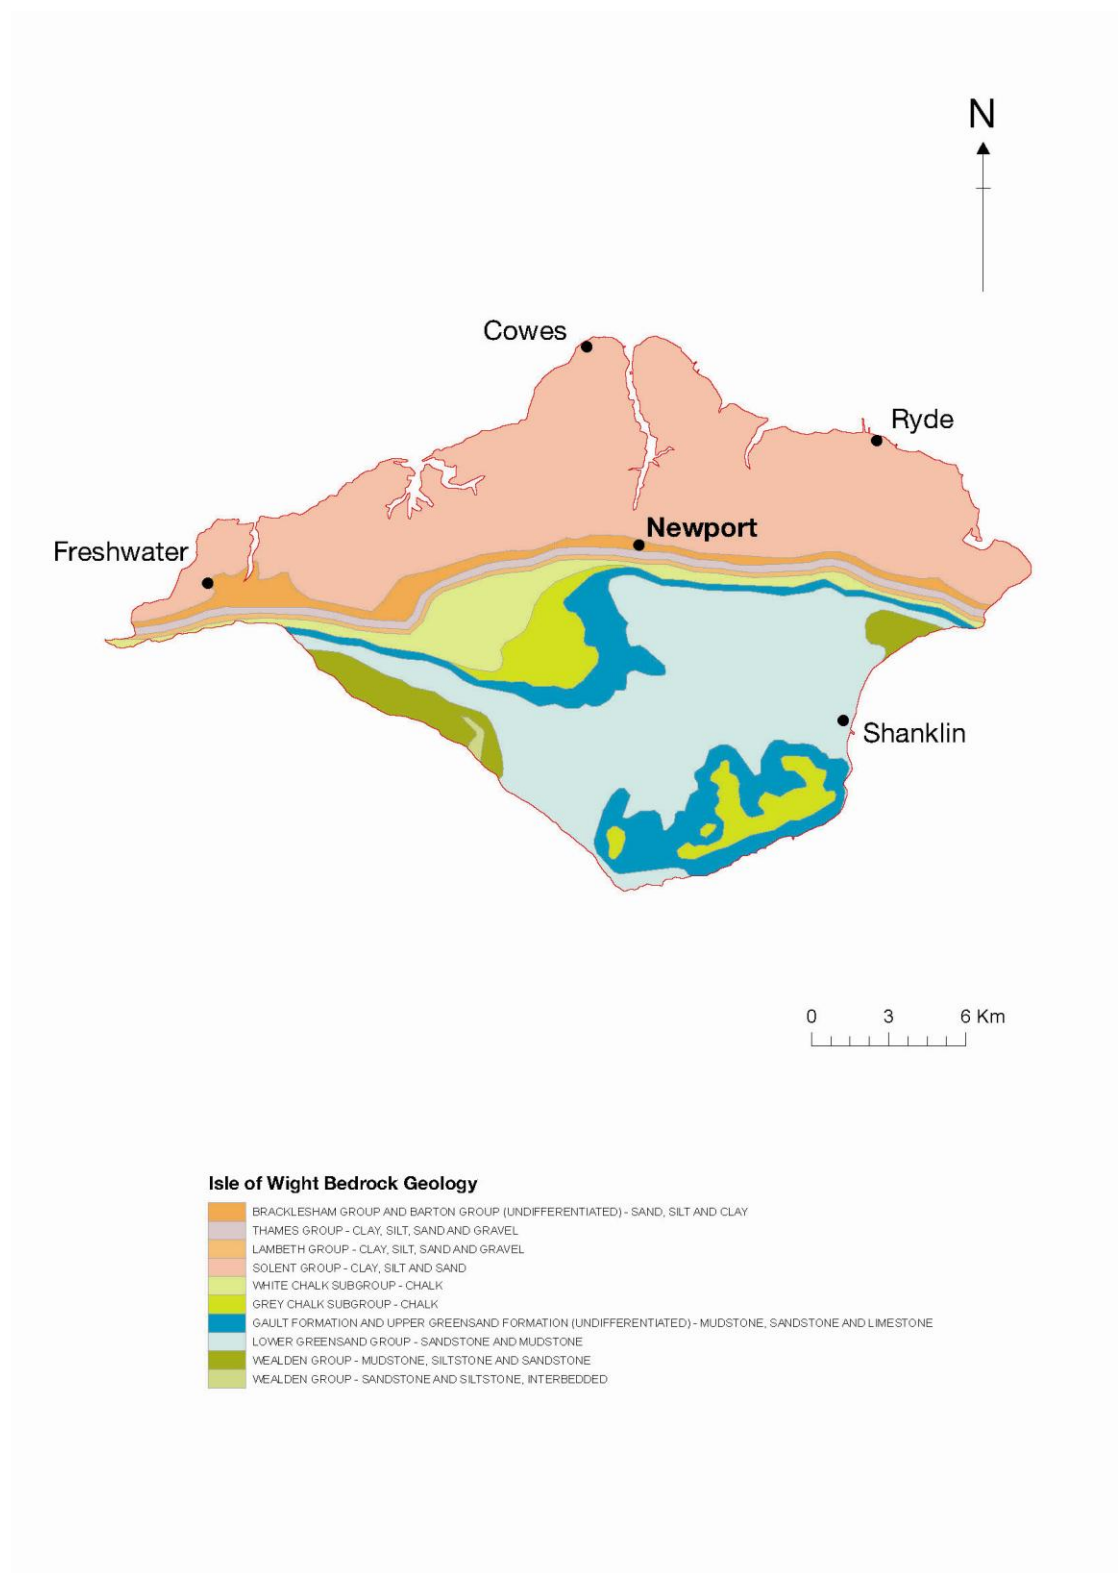 N
Cowes
Ryde
Newport
Freshwater
Shanklin
0 3 6 Km
Isle of Wight Bedrock Geology
BRACKLESHAM GROUP AND BARTON GROUP (UNDIFFERENTIATED) - SAND, SILT AND CLAY
THAMES GROUP - CLAY, SILT, SAND AND GRAVEL
LAMBETH GROUP - CLAY, SILT, SAND AND GRAVEL
SOLENT GROUP - CLAY, SILT AND SAND
WHITE CHALK SUBGROUP - CHALK
GREY CHALK SUBGROUP - CHALK
GAULT FORMATION AND UPPER GREENSAND FORMATION (UNDIFFERENTIATED) - MUDSTONE, SANDSTONE AND LIMESTONE
LOWER GREENSAND GROUP - SANDSTONE AND MUDSTONE
WEALDEN GROUP - MUDSTONE, SILTSTONE AND SANDSTONE
WEALDEN GROUP - SANDSTONE AND SILTSTONE, INTERBEDDED